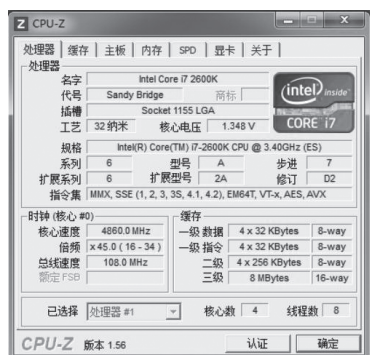 CPU-Z
处理器 缓存 主板 内存 SPD 显卡 关于
处理器
名字 Intel Core i7 2600K
代号 Sandy Bridge 商标
插槽 Socket 1155 LGA
工艺 32 纳米 核心电压 1.348 V
intel inside
CORE i7
规格 Intel(R) Core(TM) i7-2600K CPU @ 3.40GHz (ES)
系列 6 型号 A 步进 7
扩展系列 6 扩展型号 2A 修订 D2
指令集 MMX, SSE (1, 2, 3, 3S, 4.1, 4.2), EM64T, VT-x, AES, AVX
时钟 (核心 #0)
核心速度 4860.0 MHz
倍频 x 45.0 ( 16 - 34 )
总线速度 108.0 MHz
额定 FSB
缓存
一级 数据 4 x 32 KBytes 8-way
一级 指令 4 x 32 KBytes 8-way
二级 4 x 256 KBytes 8-way
三级 8 MBytes 16-way
已选择 处理器 #1 核心数 4 线程数 8
CPU-Z 版本 1.56 认证 确定